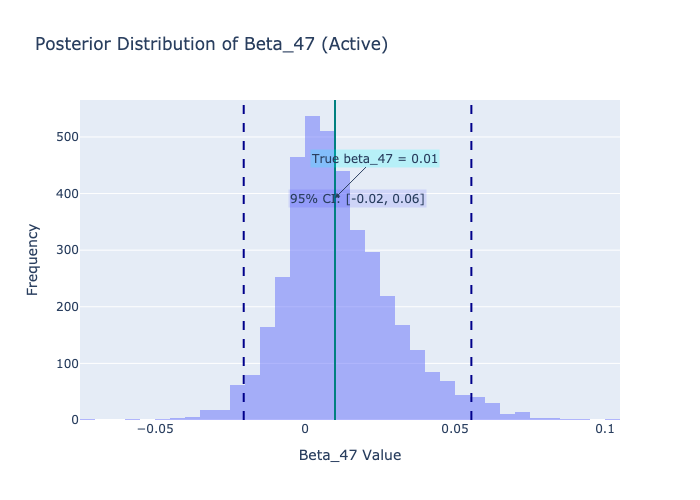 Posterior Distribution of Beta_47 (Active)
500
True beta_47 = 0.01
400
95% CI: [-0.02, 0.06]
300
200
100
0
Frequency
−0.05
0
0.05
0.1
Beta_47 Value